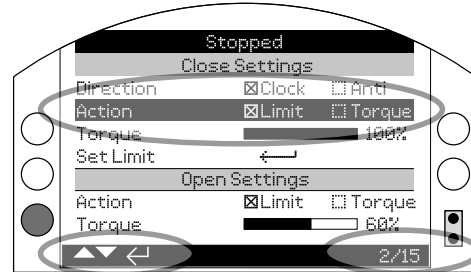 Stopped
Close Settings
Direction ☒Clock ☐Anti
Action ☒Limit ☐Torque
Torque 100%
Set Limit
Open Settings
Action ☒Limit ☐Torque
Torque 60%
2/15